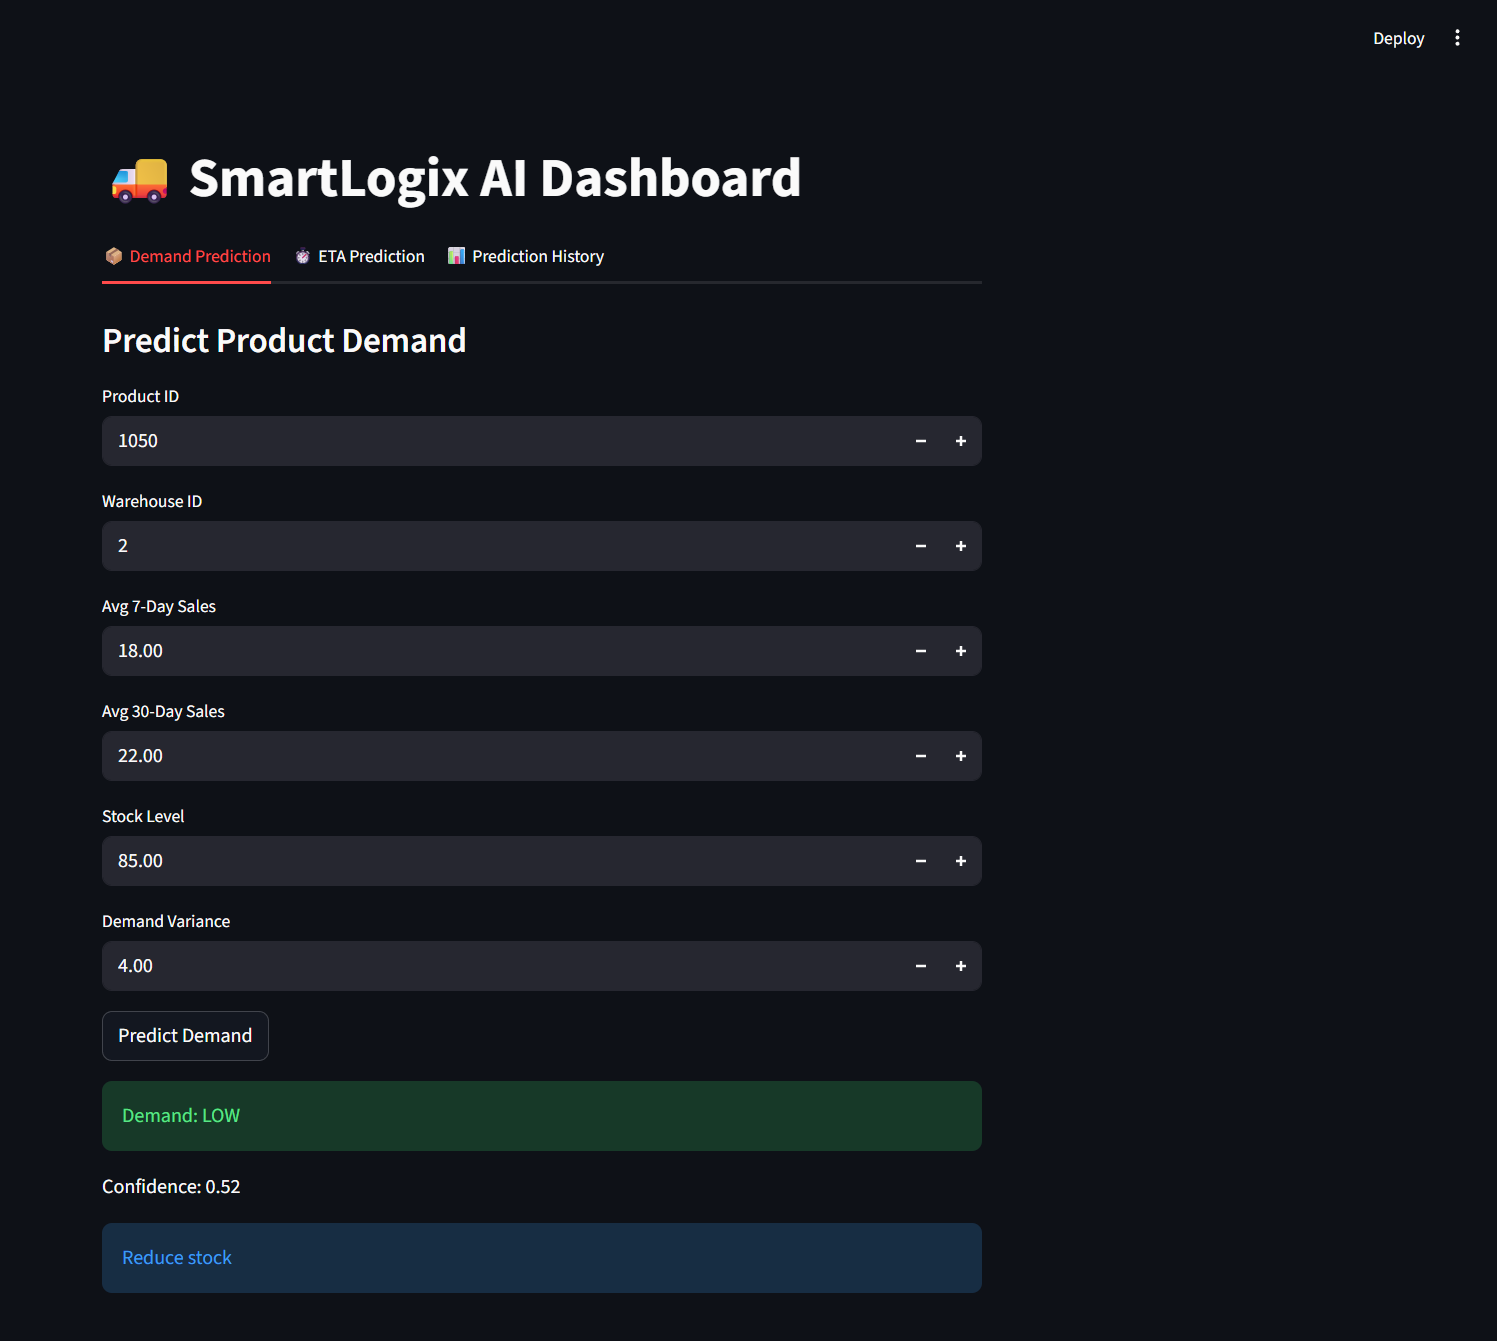 Deploy
SmartLogix AI Dashboard
Demand Prediction ETA Prediction Prediction History
Predict Product Demand
Product ID
1050
Warehouse ID
2
Avg 7-Day Sales
18.00
Avg 30-Day Sales
22.00
Stock Level
85.00
Demand Variance
4.00
Predict Demand
Demand: LOW
Confidence: 0.52
Reduce stock